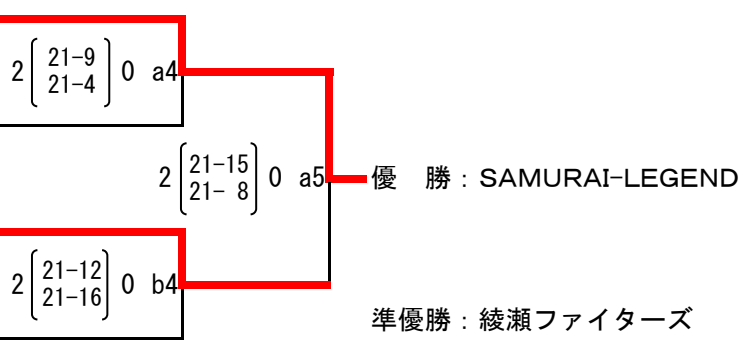 21-9
2 0 a4
21-4
21-15
2 0 a5
21- 8
優　勝：SAMURAI-LEGEND
21-12
2 0 b4
21-16
準優勝：綾瀬ファイターズ